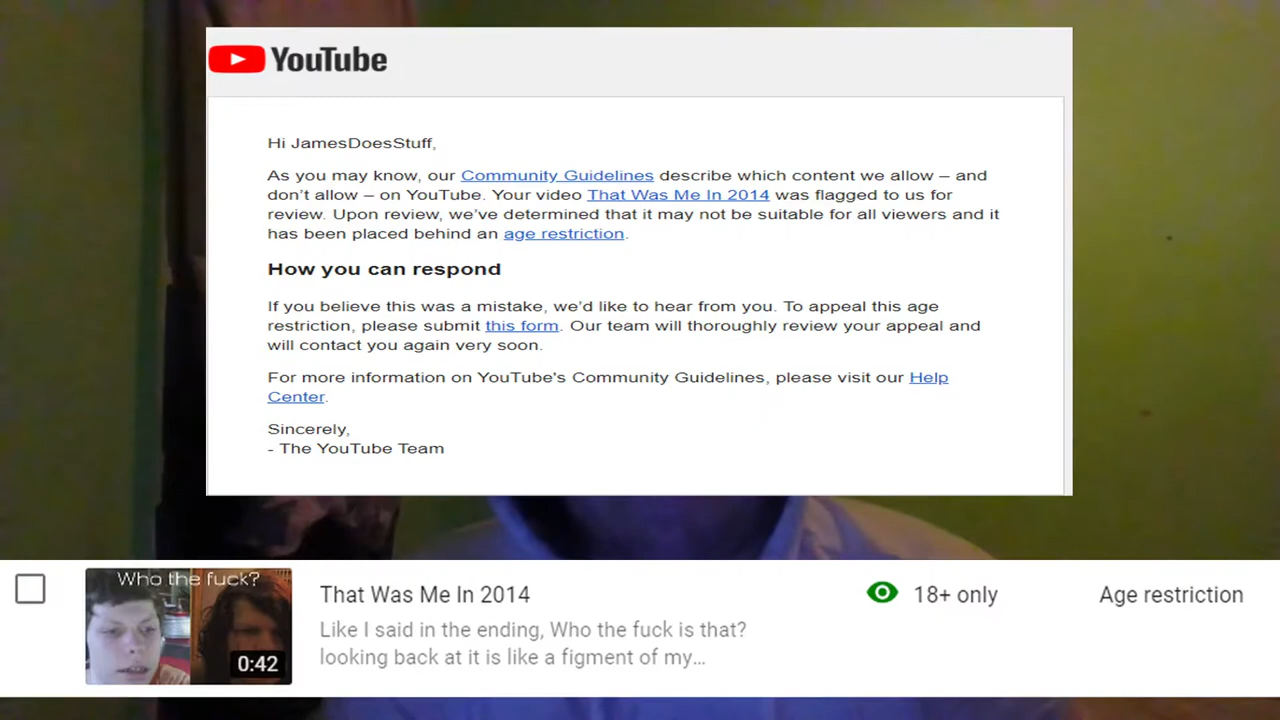 YouTube
Hi JamesDoesStuff,
As you may know, our Community Guidelines describe which content we allow – and
don’t allow – on YouTube. Your video That Was Me In 2014 was flagged to us for
review. Upon review, we’ve determined that it may not be suitable for all viewers and it
has been placed behind an age restriction.
How you can respond
If you believe this was a mistake, we’d like to hear from you. To appeal this age
restriction, please submit this form. Our team will thoroughly review your appeal and
will contact you again very soon.
For more information on YouTube's Community Guidelines, please visit our Help
Center.
Sincerely,
- The YouTube Team
Who the fuck?
0:42
That Was Me In 2014
Like I said in the ending, Who the fuck is that?
looking back at it is like a figment of my...
18+ only
Age restriction